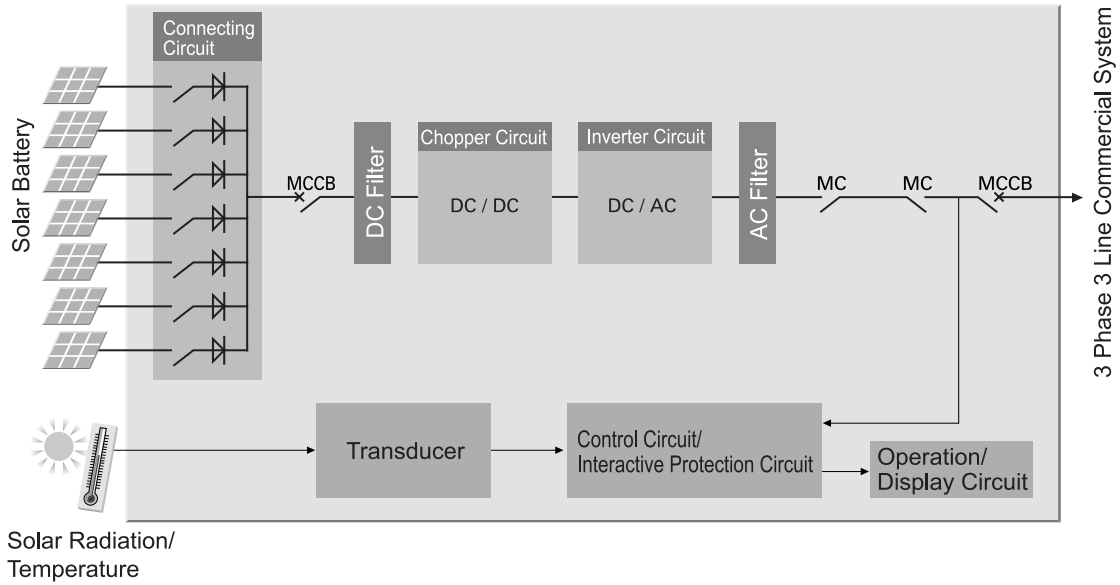 Connecting
Circuit
Solar Battery
MCCB
DC Filter
Chopper Circuit
DC / DC
Inverter Circuit
DC / AC
AC Filter
MC
MC
MCCB
3 Phase 3 Line Commercial System
Transducer
Control Circuit/
Interactive Protection Circuit
Operation/
Display Circuit
Solar Radiation/
Temperature